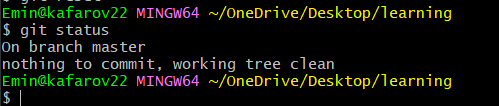 Emin@kafarov22 MINGW64 ~/OneDrive/Desktop/learning
$ git status
On branch master
nothing to commit, working tree clean
Emin@kafarov22 MINGW64 ~/OneDrive/Desktop/learning
$